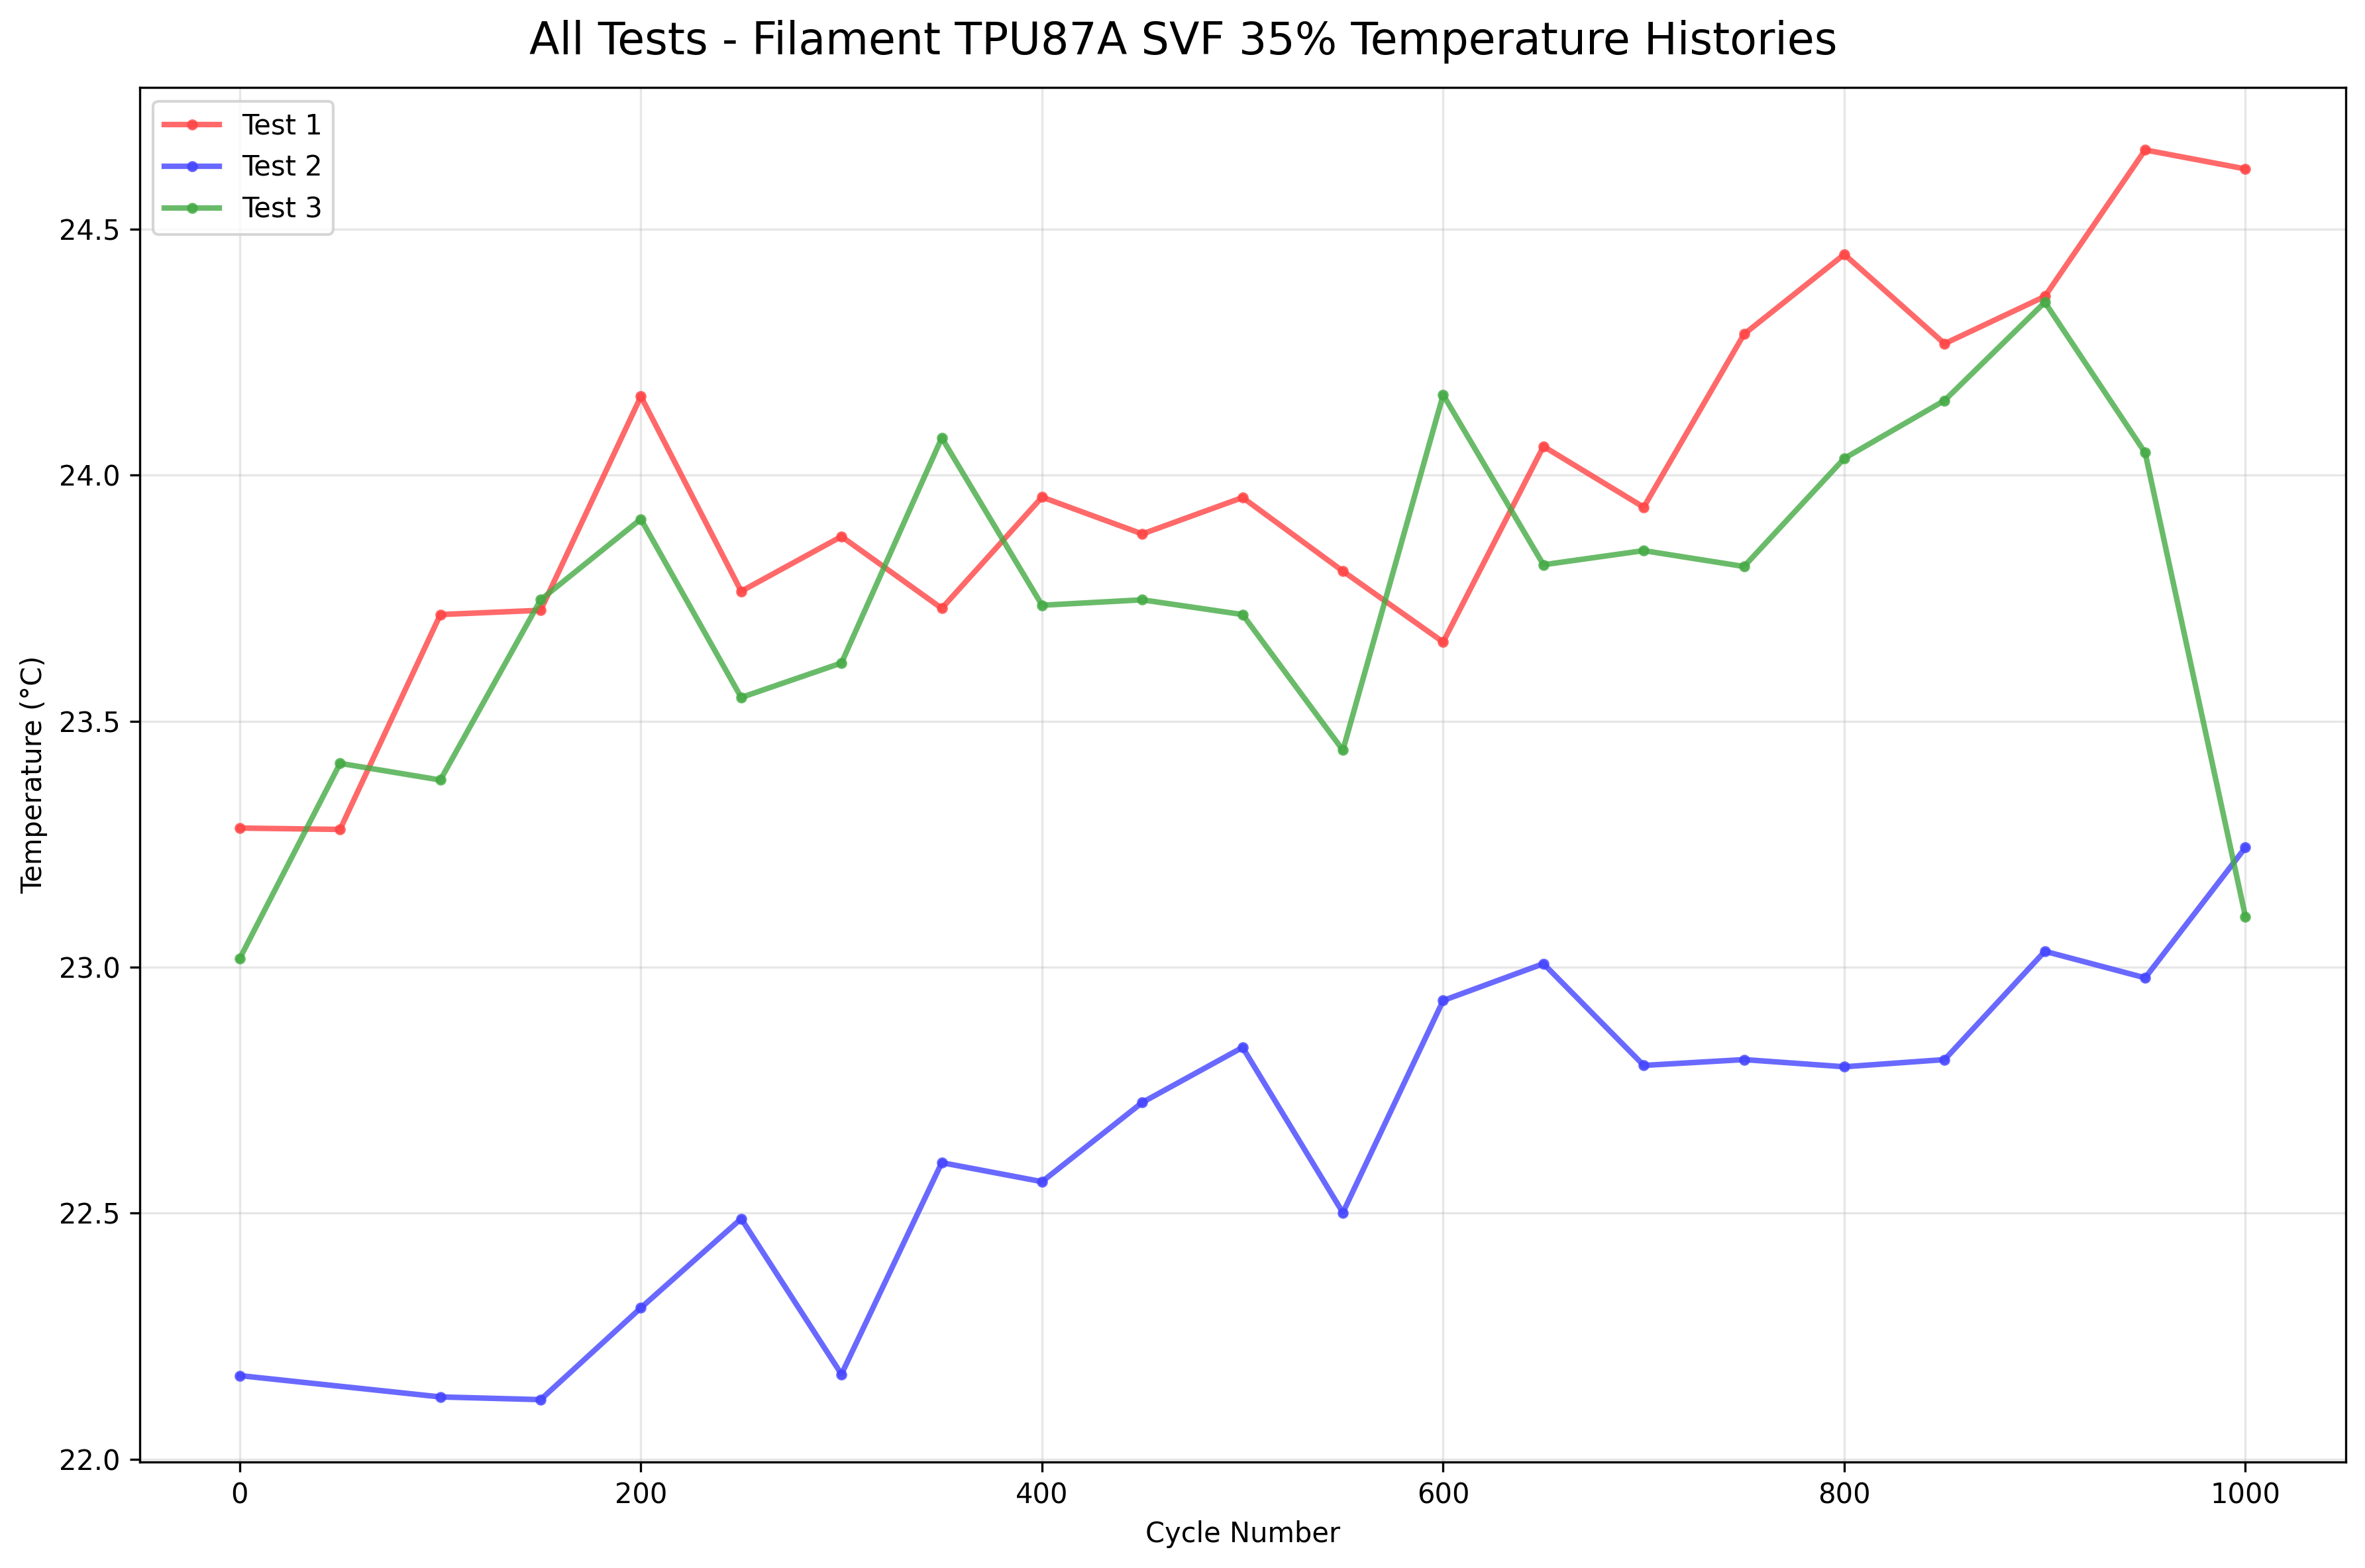 All Tests - Filament TPU87A SVF 35% Temperature Histories
Test 1
Test 2
Test 3
Temperature (°C)
24.5
24.0
23.5
23.0
22.5
22.0
0 200 400 600 800 1000
Cycle Number